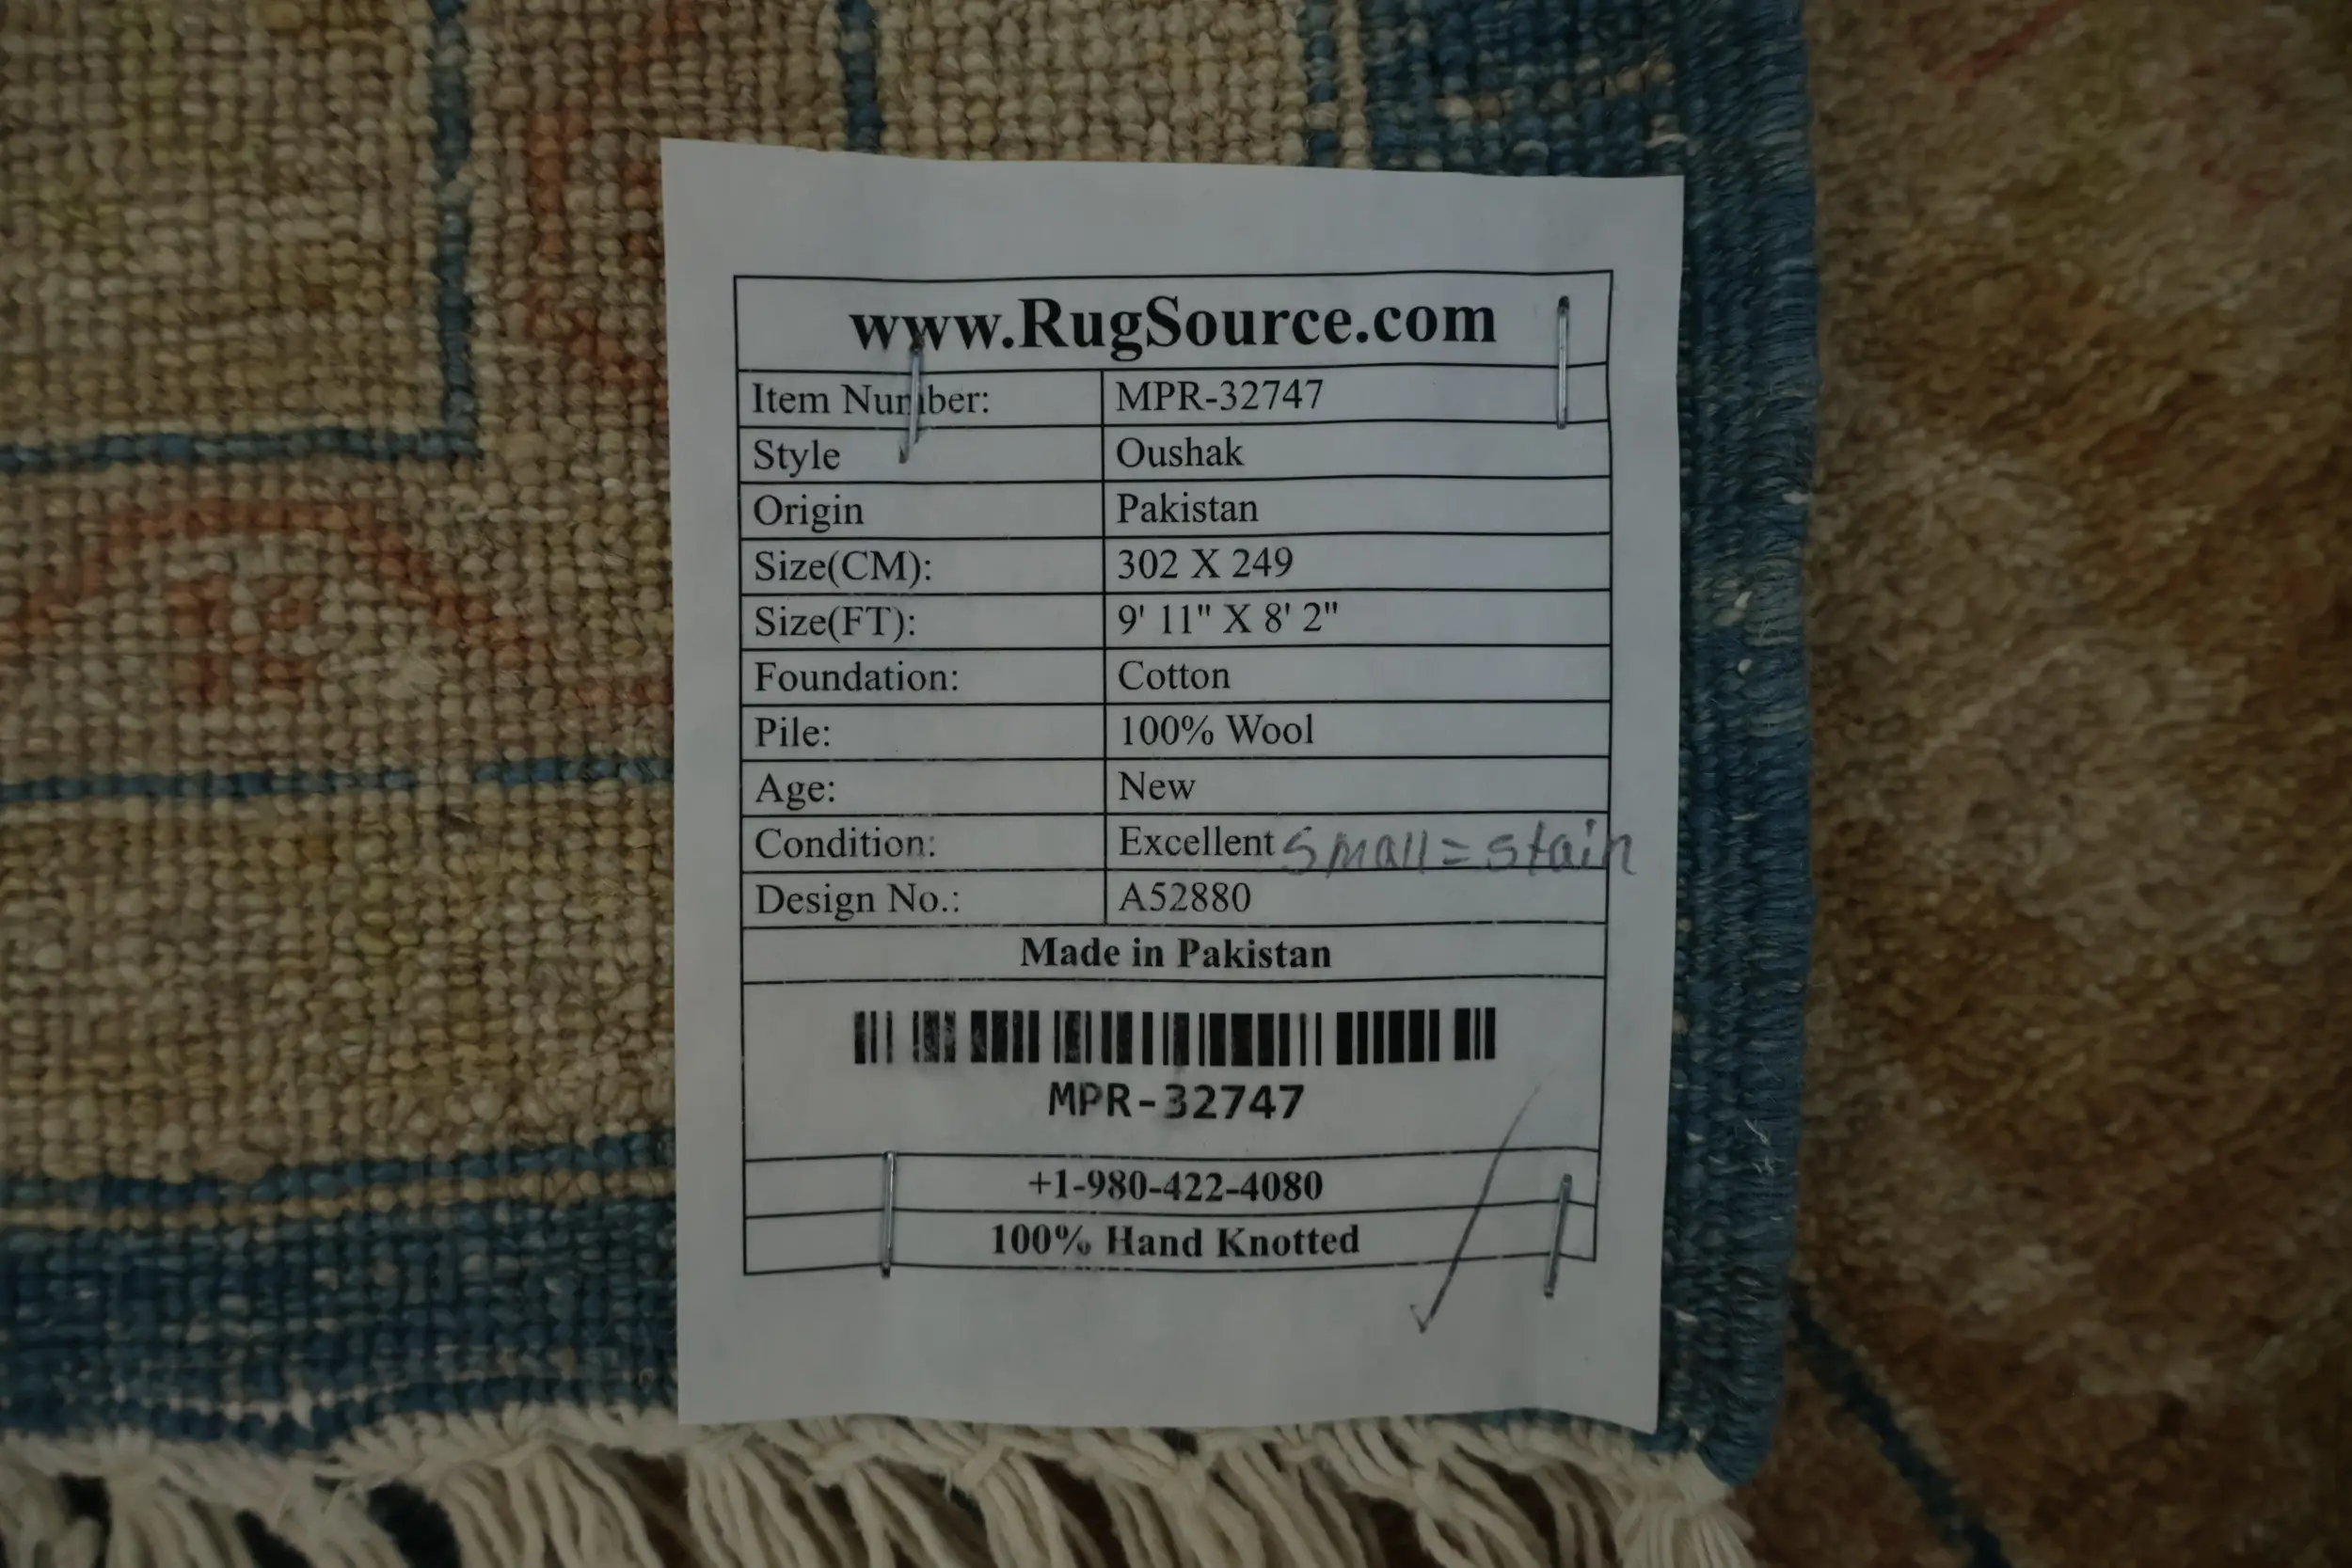 www.RugSource.com
Item Number: MPR-32747
Style Oushak
Origin Pakistan
Size(CM): 302 X 249
Size(FT): 9' 11" X 8' 2"
Foundation: Cotton
Pile: 100% Wool
Age: New
Condition: Excellent small = stain
Design No.: A52880
Made in Pakistan
MPR-32747
+1-980-422-4080
100% Hand Knotted